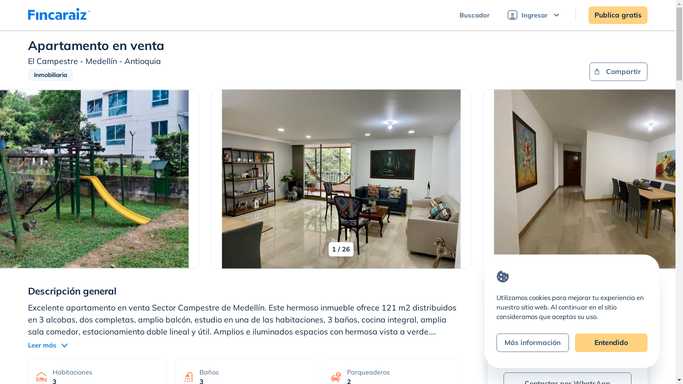 Fincaraiz
Buscador
Ingresar
Publica gratis
Apartamento en venta
El Campestre - Medellín - Antioquia
Inmobiliaria
Compartir
1 / 26
Descripción general
Excelente apartamento en venta Sector Campestre de Medellín. Este hermoso inmueble ofrece 121 m2 distribuidos
en 3 alcobas, dos completas, amplio balcón, estudio en una de las habitaciones, 3 baños, cocina integral, amplia
sala comedor, estacionamiento doble lineal y útil. Amplios e iluminados espacios con hermosa vista a verde....
Leer más
Habitaciones
3
Baños
3
Parqueaderos
2
Utilizamos cookies para mejorar tu experiencia en
nuestro sitio web. Al continuar en el sitio
consideramos que aceptas su uso.
Más información
Entendido
Contactar por WhatsApp